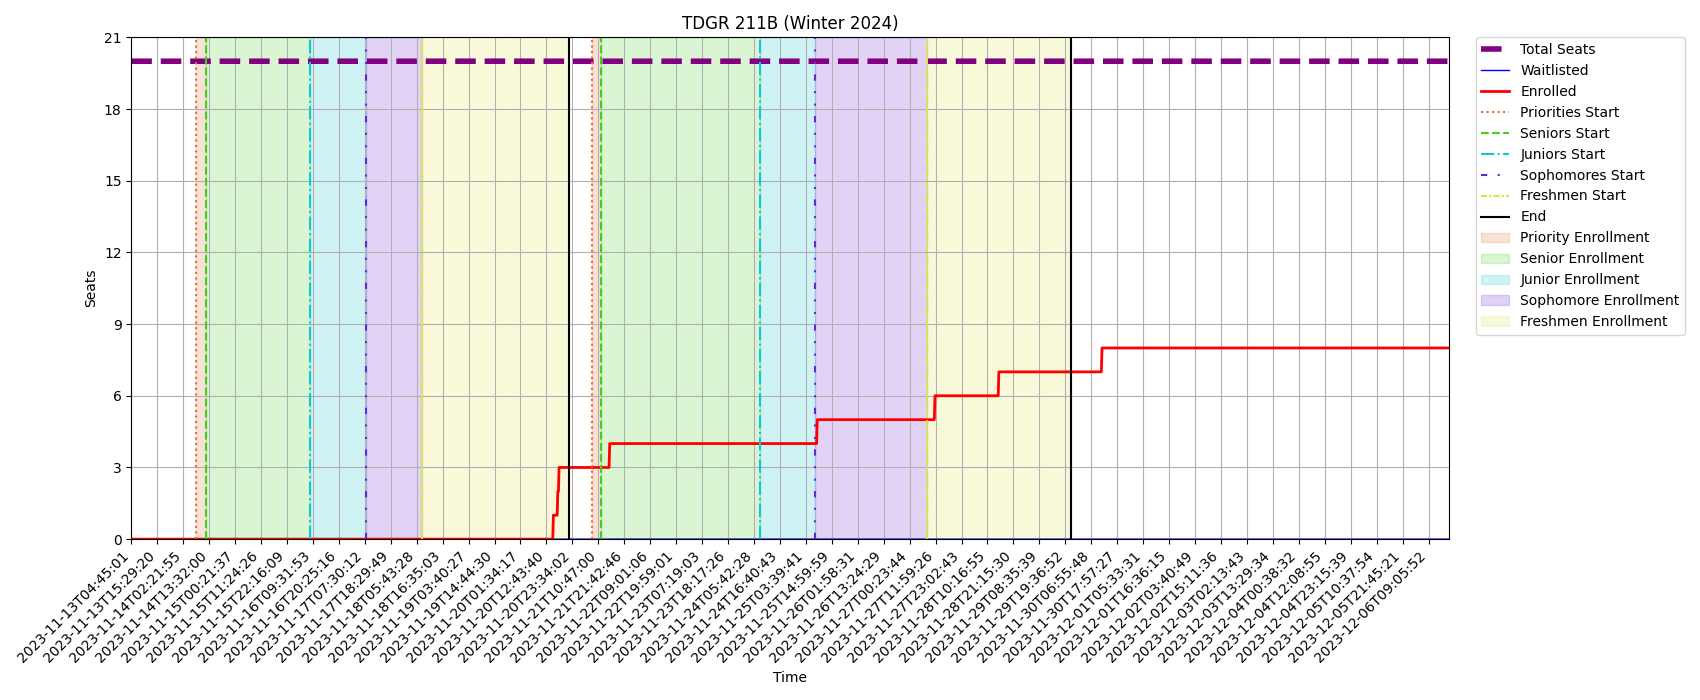 TDGR 211B (Winter 2024)
21
18
15
12
9
6
3
0
Seats
2023-11-13T04:45:01
2023-11-13T15:29:20
2023-11-14T02:21:55
2023-11-14T13:32:00
2023-11-15T00:21:37
2023-11-15T11:24:26
2023-11-15T22:16:09
2023-11-16T09:31:53
2023-11-16T20:25:16
2023-11-17T07:30:12
2023-11-17T18:29:49
2023-11-18T05:43:28
2023-11-18T16:35:03
2023-11-19T03:40:27
2023-11-19T14:44:30
2023-11-20T01:34:17
2023-11-20T12:43:40
2023-11-20T23:34:02
2023-11-21T10:47:00
2023-11-21T21:42:46
2023-11-22T09:01:06
2023-11-22T19:59:01
2023-11-23T07:19:03
2023-11-23T18:17:26
2023-11-24T05:42:28
2023-11-24T16:40:43
2023-11-25T03:39:41
2023-11-25T14:59:59
2023-11-26T01:58:31
2023-11-26T13:24:29
2023-11-27T00:23:44
2023-11-27T11:59:26
2023-11-27T23:02:43
2023-11-28T10:16:55
2023-11-28T21:15:30
2023-11-29T08:35:39
2023-11-29T19:36:52
2023-11-30T06:55:48
2023-11-30T17:57:27
2023-12-01T05:33:31
2023-12-01T16:36:15
2023-12-02T03:40:49
2023-12-02T15:11:36
2023-12-03T02:13:43
2023-12-03T13:29:34
2023-12-04T00:38:32
2023-12-04T12:08:55
2023-12-04T23:15:39
2023-12-05T10:37:54
2023-12-05T21:45:21
2023-12-06T09:05:52
Time
Total Seats
Waitlisted
Enrolled
Priorities Start
Seniors Start
Juniors Start
Sophomores Start
Freshmen Start
End
Priority Enrollment
Senior Enrollment
Junior Enrollment
Sophomore Enrollment
Freshmen Enrollment